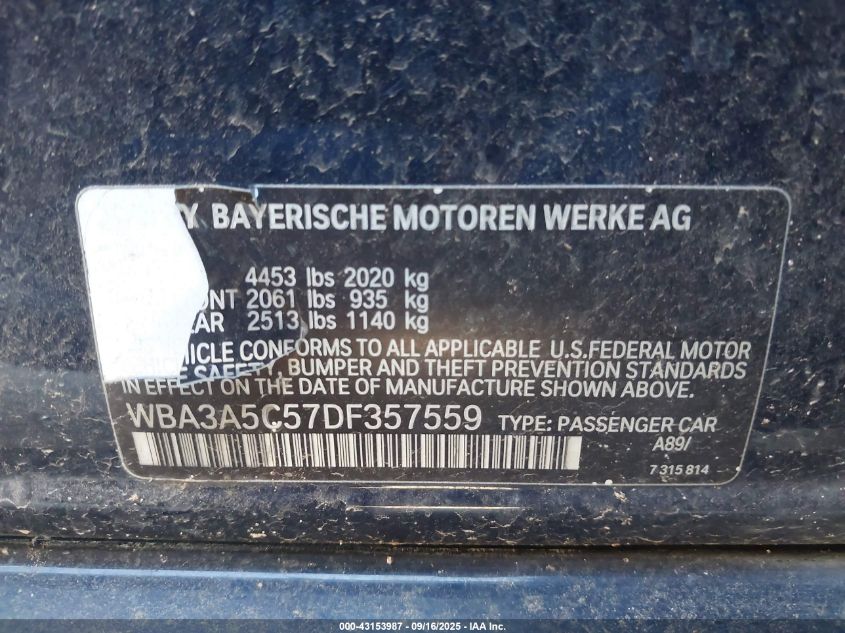 Y BAYERISCHE MOTOREN WERKE AG
4453 lbs 2020 kg
ONT 2061 lbs 935 kg
EAR 2513 lbs 1140 kg
HICLE CONFORMS TO ALL APPLICABLE U.S.FEDERAL MOTOR
SAFETY, BUMPER AND THEFT PREVENTION STANDARDS
IN EFFECT ON THE DATE OF MANUFACTURE SHOWN ABOVE.
WBA3A5C57DF357559 TYPE: PASSENGER CAR
A89/
7 315 814
000-43153987 - 09/16/2025 - IAA Inc.